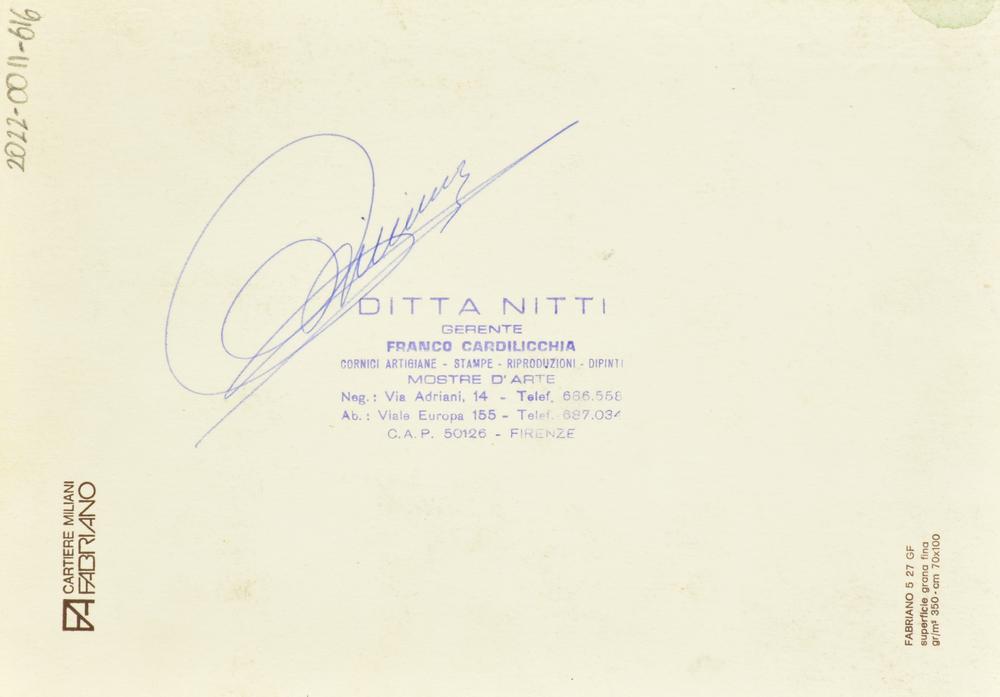 2022-0011-616
DITTA NITTI
GERENTE
FRANCO CARDILICCHIA
CORNICI ARTIGIANE - STAMPE - RIPRODUZIONI - DIPINTI
MOSTRE D'ARTE
Neg.: Via Adriani, 14 - Telef. 686.558
Ab.: Viale Europa 155 - Telef. 687.034
C.A.P. 50126 - FIRENZE
CARTIERE MILIANI
FABRIANO
FABRIANO 5 27 GF
superficie grana fina
gr/m² 350 - cm 70x100